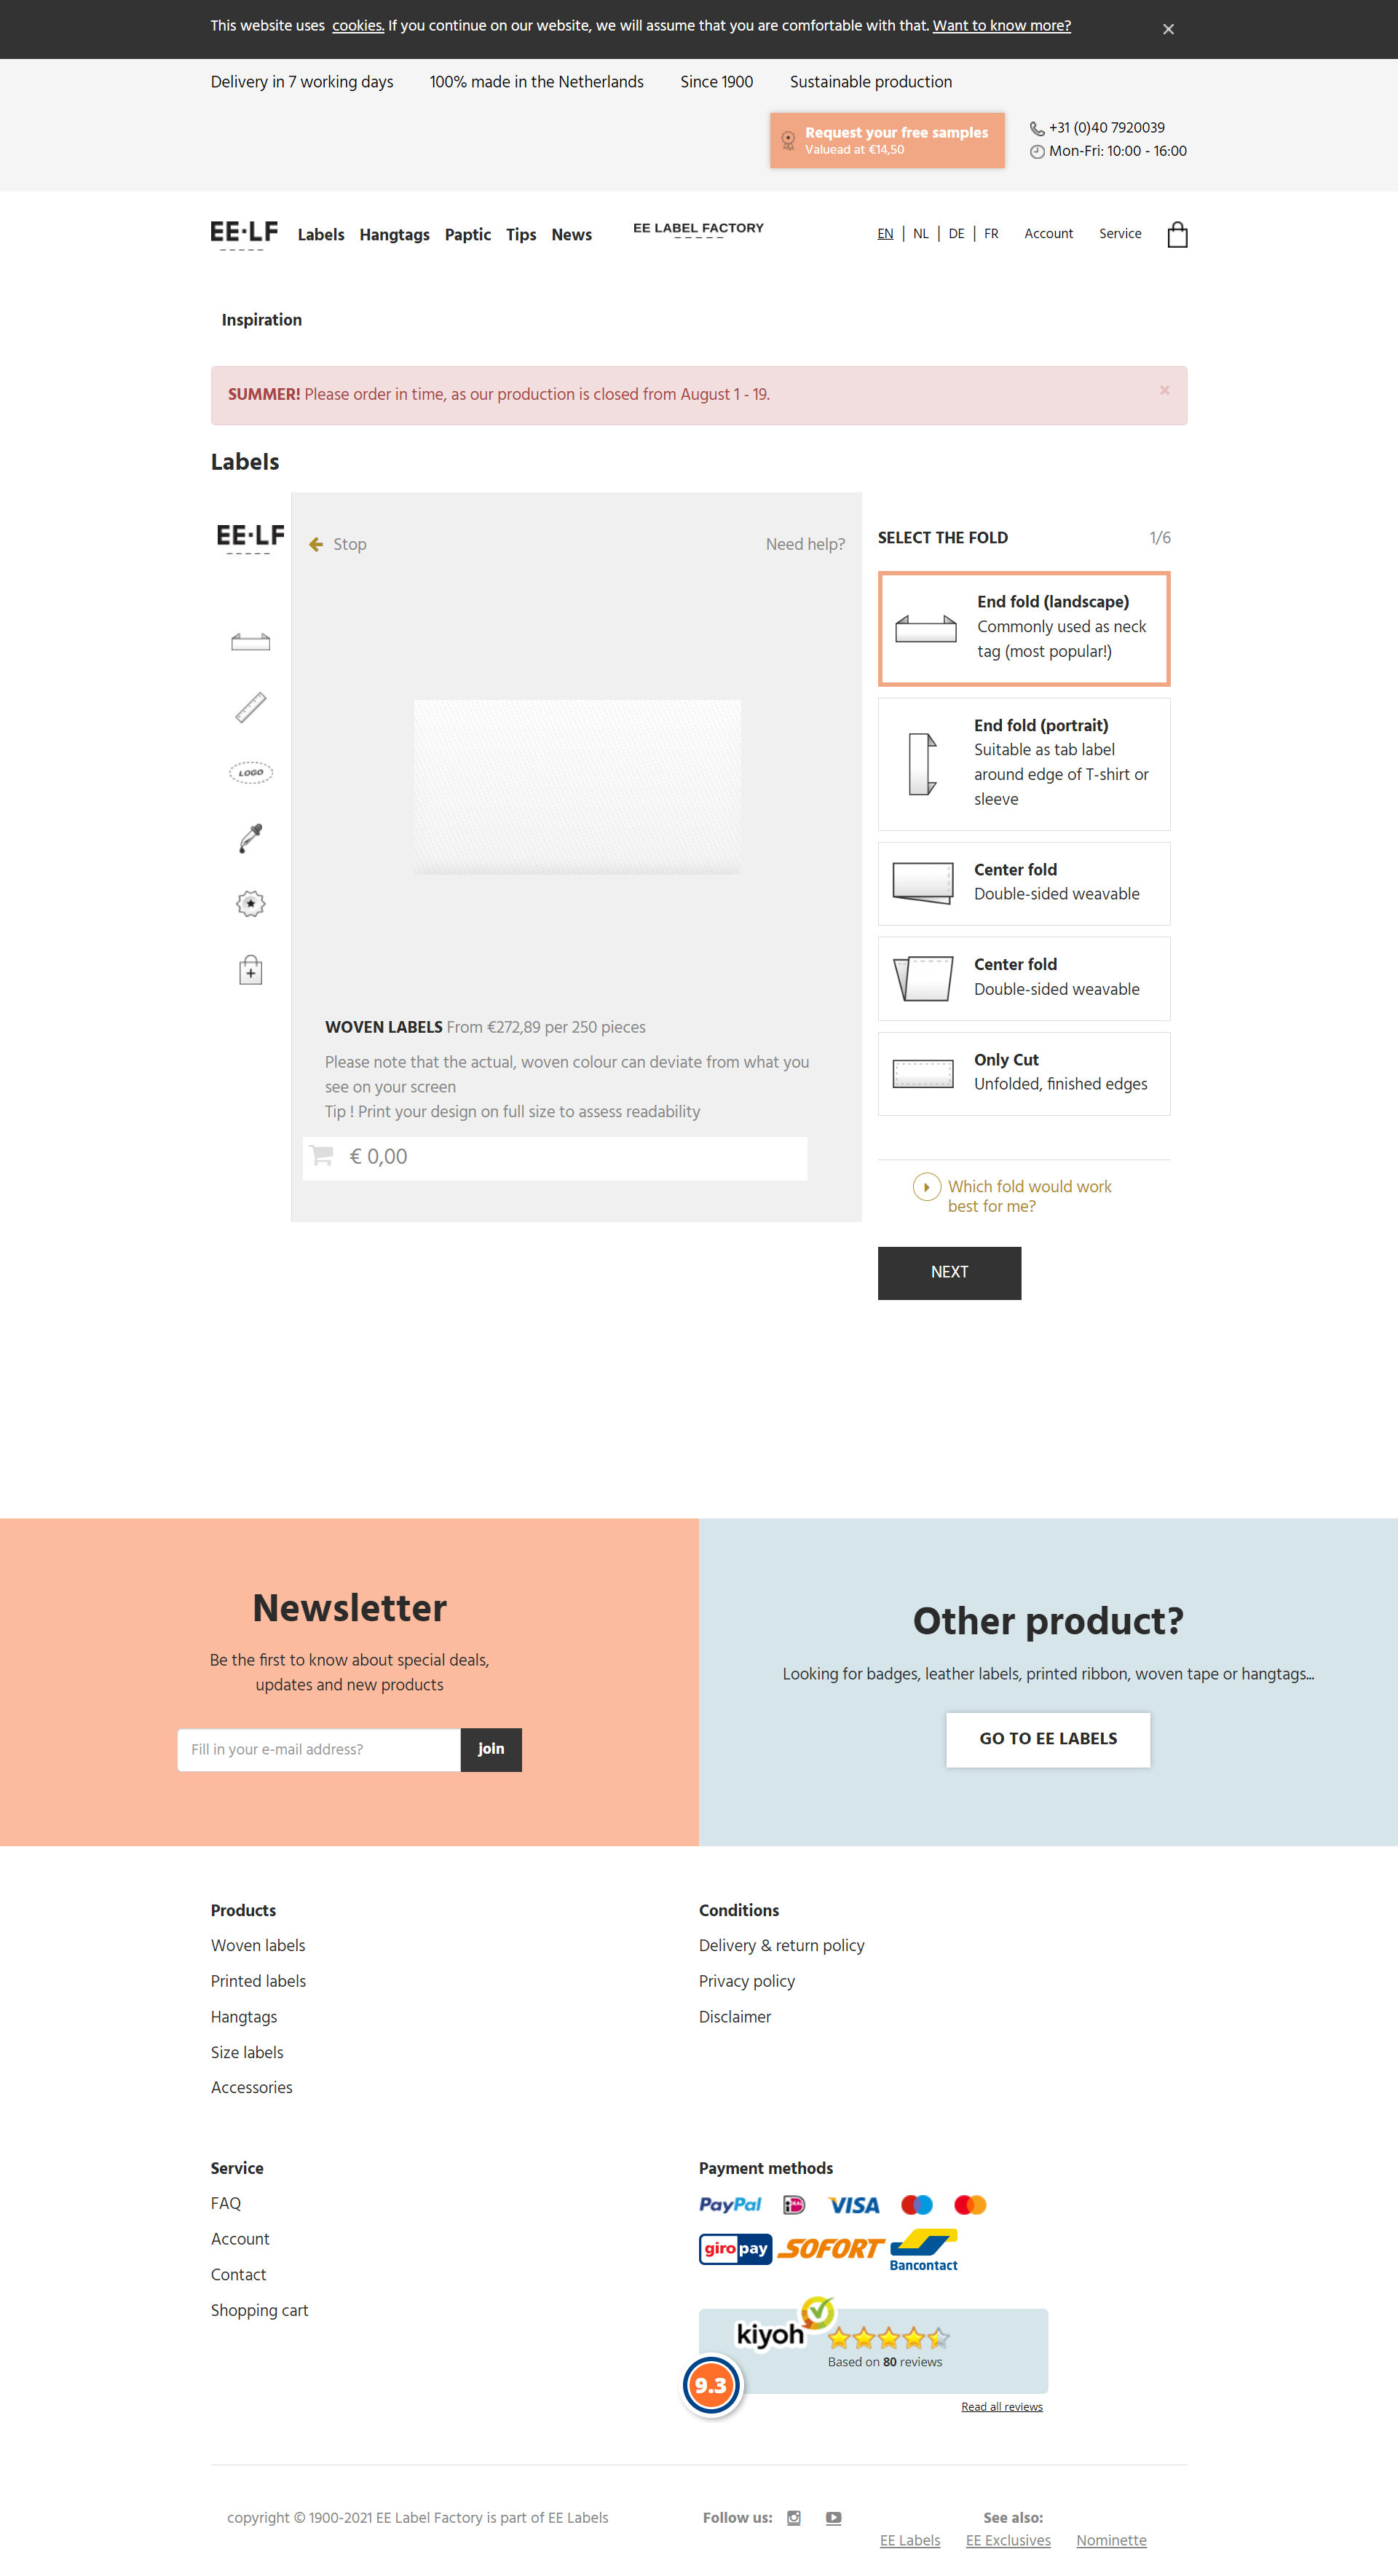 This website uses cookies. If you continue on our website, we will assume that you are comfortable with that. Want to know more? ×
Delivery in 7 working days 100% made in the Netherlands Since 1900 Sustainable production
Request your free samples
Valuead at €14,50
+31 (0)40 7920039
Mon-Fri: 10:00 - 16:00
EE·LF Labels Hangtags Paptic Tips News EE LABEL FACTORY EN | NL | DE | FR Account Service
Inspiration
SUMMER! Please order in time, as our production is closed from August 1 - 19. ×
Labels
EE·LF
Stop
Need help?
LOGO
WOVEN LABELS From €272,89 per 250 pieces
Please note that the actual, woven colour can deviate from what you
see on your screen
Tip ! Print your design on full size to assess readability
€ 0,00
SELECT THE FOLD 1/6
End fold (landscape)
Commonly used as neck
tag (most popular!)
End fold (portrait)
Suitable as tab label
around edge of T-shirt or
sleeve
Center fold
Double-sided weavable
Center fold
Double-sided weavable
Only Cut
Unfolded, finished edges
Which fold would work
best for me?
NEXT
Newsletter
Be the first to know about special deals,
updates and new products
Fill in your e-mail address? join
Other product?
Looking for badges, leather labels, printed ribbon, woven tape or hangtags...
GO TO EE LABELS
Products
Woven labels
Printed labels
Hangtags
Size labels
Accessories
Conditions
Delivery & return policy
Privacy policy
Disclaimer
Service
FAQ
Account
Contact
Shopping cart
Payment methods
PayPal iDEAL VISA
giropay SOFORT Bancontact
kiyoh
Based on 80 reviews
9.3
Read all reviews
copyright © 1900-2021 EE Label Factory is part of EE Labels
Follow us:
See also:
EE Labels EE Exclusives Nominette